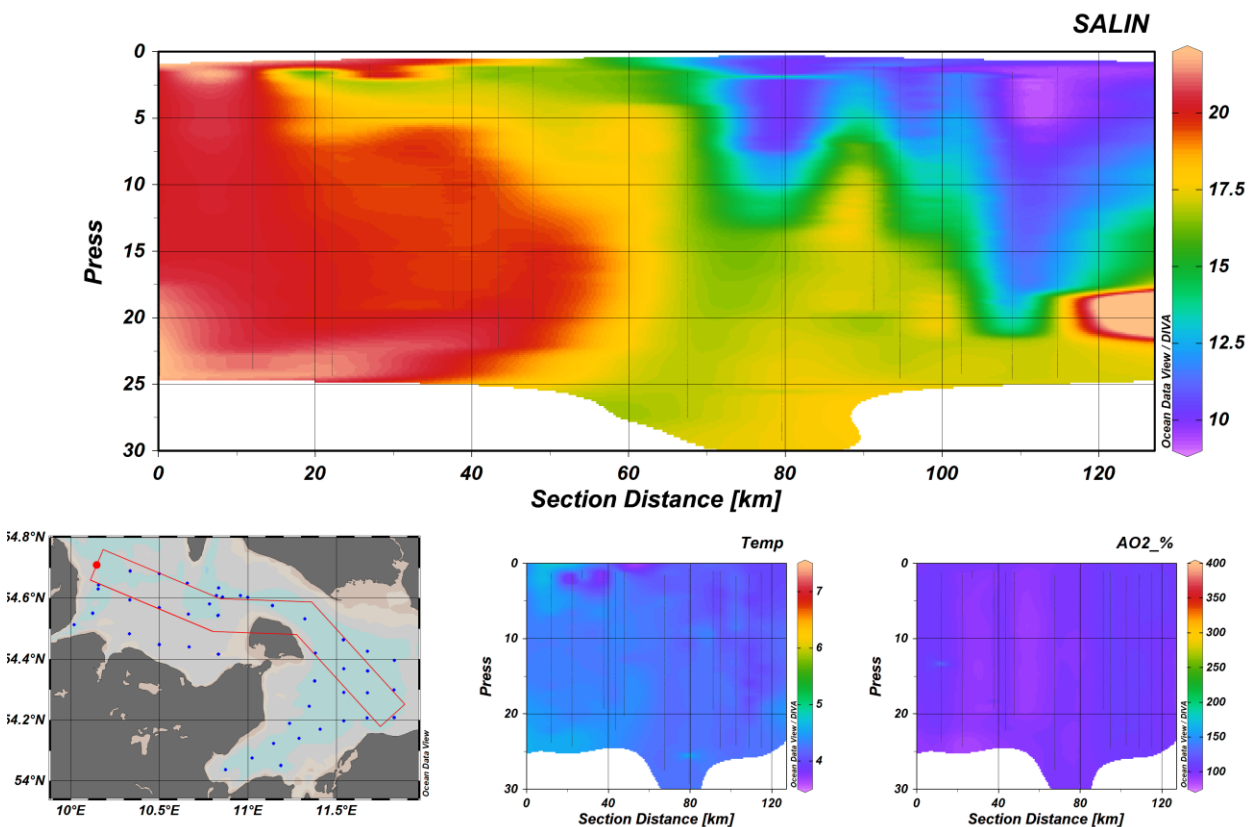 SALIN
0
5
10
15
20
25
30
Press
0
20
40
60
80
100
120
Section Distance [km]
20
17.5
15
12.5
10
Ocean Data View / DIVA
54.8°N
54.6°N
54.4°N
54.2°N
54°N
10°E
10.5°E
11°E
11.5°E
Ocean Data View
Temp
0
10
20
30
Press
0
40
80
120
Section Distance [km]
7
6
5
4
Ocean Data View / DIVA
AO2_%
0
10
20
30
Press
0
40
80
120
Section Distance [km]
400
350
300
250
200
150
100
Ocean Data View / DIVA